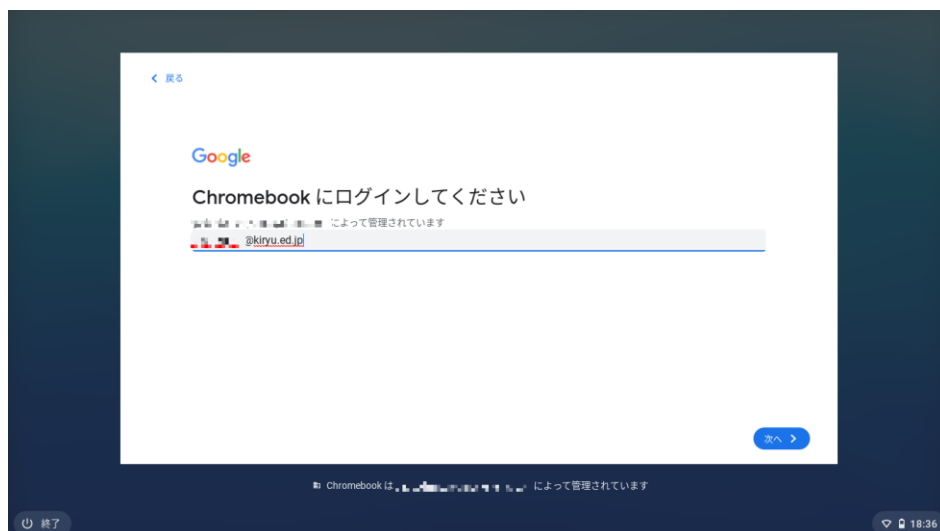 戻る
Google
Chromebook にログインしてください
によって管理されています
@kiryu.ed.jp
次へ
Chromebook は によって管理されています
終了
18:36